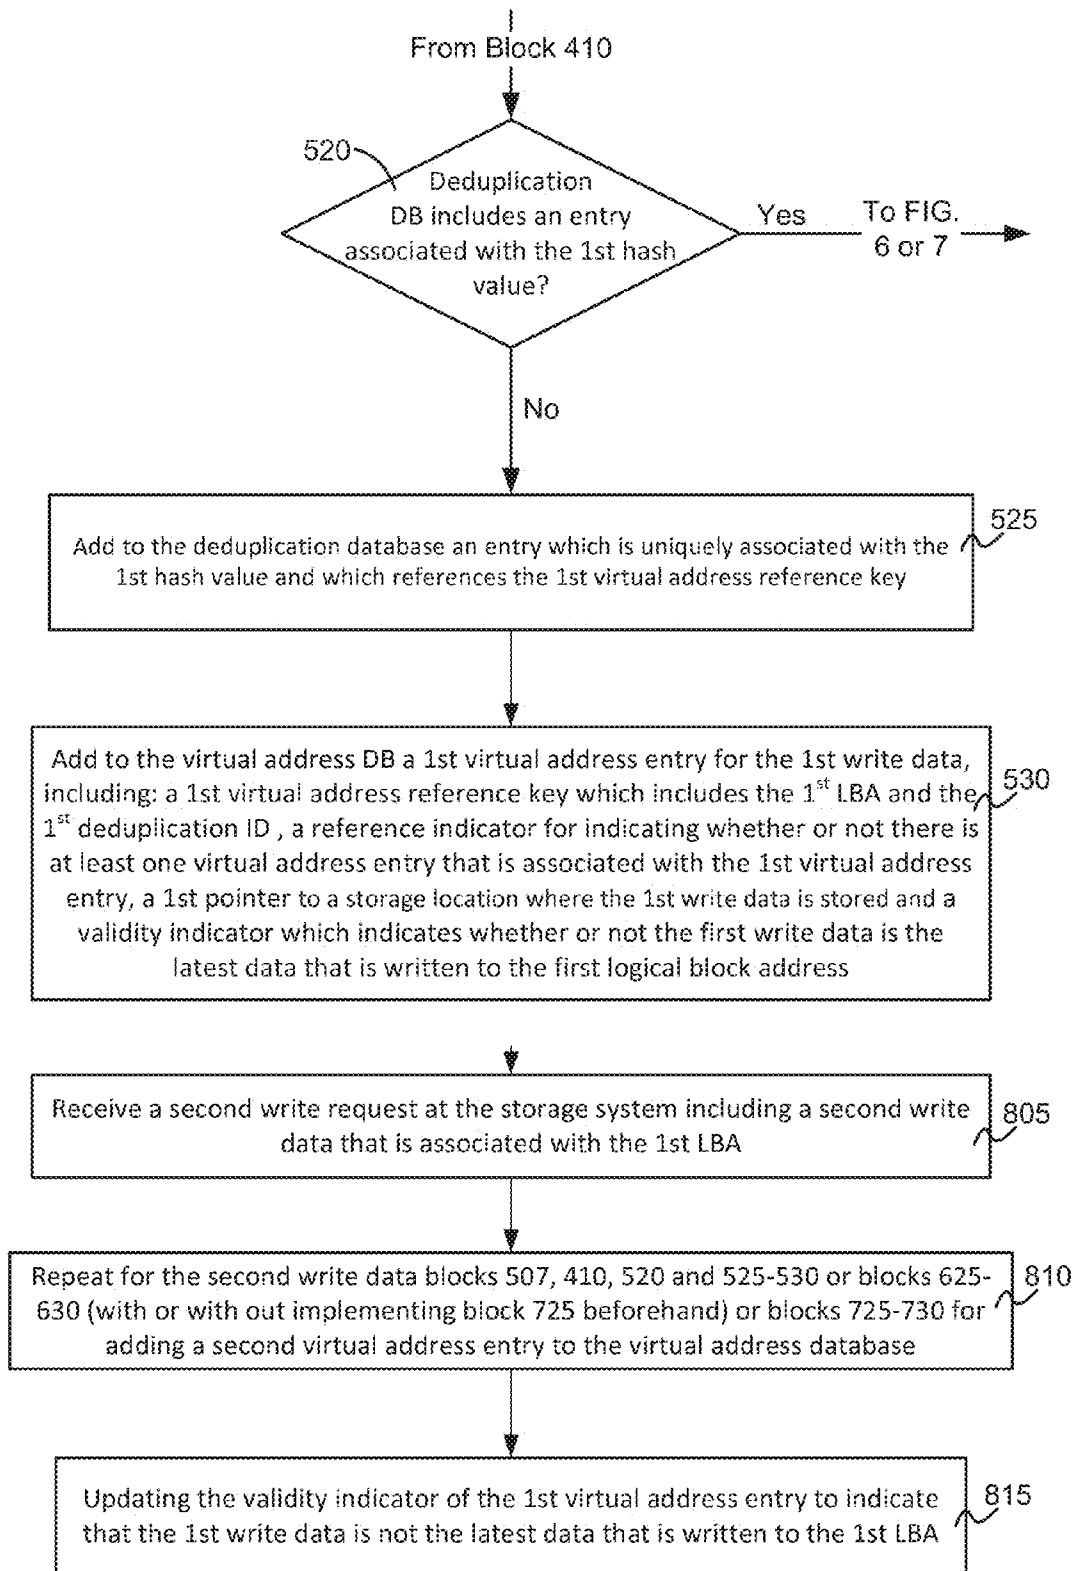 From Block 410
520
Deduplication
DB includes an entry
associated with the 1st hash
value?
Yes
To FIG.
6 or 7
No
525
Add to the deduplication database an entry which is uniquely associated with the
1st hash value and which references the 1st virtual address reference key
530
Add to the virtual address DB a 1st virtual address entry for the 1st write data,
including: a 1st virtual address reference key which includes the 1st LBA and the
1st deduplication ID , a reference indicator for indicating whether or not there is
at least one virtual address entry that is associated with the 1st virtual address
entry, a 1st pointer to a storage location where the 1st write data is stored and a
validity indicator which indicates whether or not the first write data is the
latest data that is written to the first logical block address
805
Receive a second write request at the storage system including a second write
data that is associated with the 1st LBA
810
Repeat for the second write data blocks 507, 410, 520 and 525-530 or blocks 625-
630 (with or with out implementing block 725 beforehand) or blocks 725-730 for
adding a second virtual address entry to the virtual address database
815
Updating the validity indicator of the 1st virtual address entry to indicate
that the 1st write data is not the latest data that is written to the 1st LBA